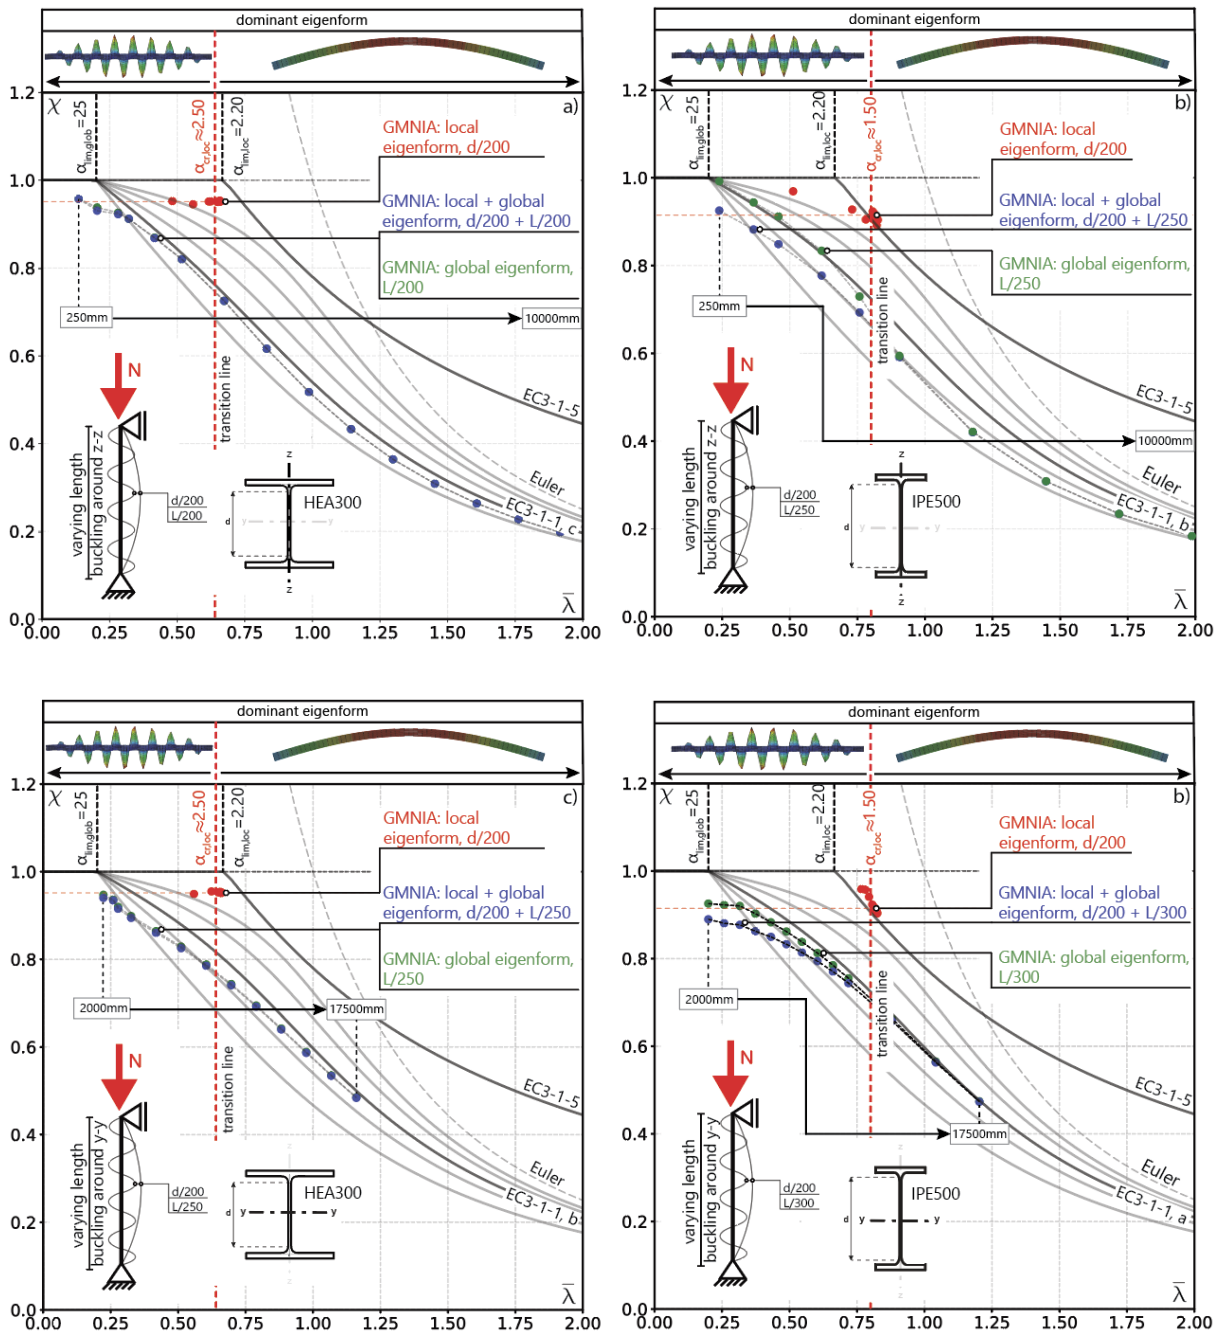 dominant eigenform
1.2
χ
a)
α_lim,glob=25
α_cr,loc≈2.50
α_lim,loc=2.20
GMNIA: local
eigenform, d/200
1.0
GMNIA: local + global
eigenform, d/200 + L/200
GMNIA: global eigenform,
L/200
0.8
250mm
10000mm
0.6
N
transition line
EC3-1-5
0.4
varying length
buckling around z-z
d/200
L/200
z
HEA300
d
y
y
z
Euler
EC3-1-1, c
0.2
λ̅
0.0
0.00 0.25 0.50 0.75 1.00 1.25 1.50 1.75 2.00
dominant eigenform
1.2
χ
b)
α_lim,glob=25
α_lim,loc=2.20
α_cr,loc≈1.50
GMNIA: local
eigenform, d/200
1.0
GMNIA: local + global
eigenform, d/200 + L/250
GMNIA: global eigenform,
L/250
0.8
250mm
transition line
0.6
N
EC3-1-5
0.4
10000mm
varying length
buckling around z-z
d/200
L/250
z
IPE500
d
y
y
z
Euler
EC3-1-1, b
0.2
λ̅
0.0
0.00 0.25 0.50 0.75 1.00 1.25 1.50 1.75 2.00
dominant eigenform
1.2
χ
c)
α_lim,glob=25
α_cr,loc≈2.50
α_lim,loc=2.20
GMNIA: local
eigenform, d/200
1.0
GMNIA: local + global
eigenform, d/200 + L/250
GMNIA: global eigenform,
L/250
0.8
2000mm
17500mm
0.6
N
transition line
EC3-1-5
0.4
varying length
buckling around y-y
d/200
L/250
z
HEA300
d
y
y
z
Euler
EC3-1-1, b
0.2
λ̅
0.0
0.00 0.25 0.50 0.75 1.00 1.25 1.50 1.75 2.00
dominant eigenform
1.2
χ
b)
α_lim,glob=25
α_lim,loc=2.20
α_cr,loc≈1.50
GMNIA: local
eigenform, d/200
1.0
GMNIA: local + global
eigenform, d/200 + L/300
GMNIA: global eigenform,
L/300
0.8
2000mm
transition line
0.6
N
EC3-1-5
0.4
17500mm
varying length
buckling around y-y
d/200
L/300
z
IPE500
d
y
y
z
Euler
EC3-1-1, a
0.2
λ̅
0.0
0.00 0.25 0.50 0.75 1.00 1.25 1.50 1.75 2.00